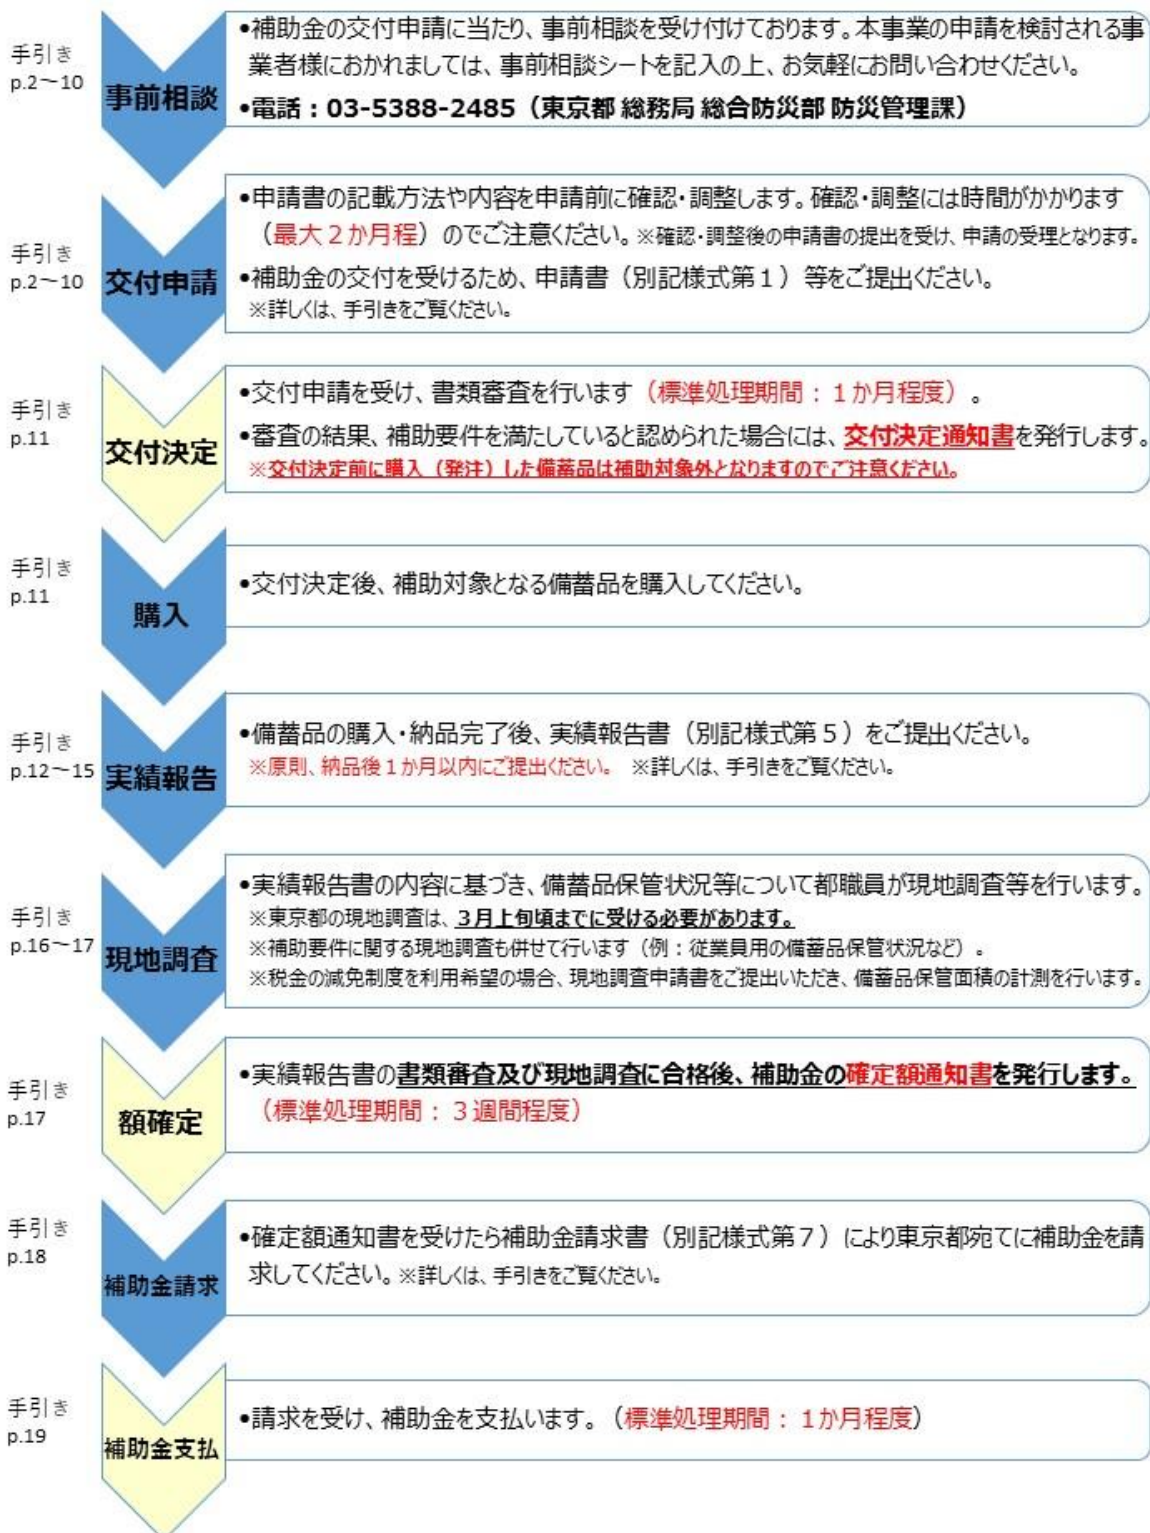 手引き
p.2～10
事前相談
•補助金の交付申請に当たり、事前相談を受け付けております。本事業の申請を検討される事
業者様におかれましては、事前相談シートを記入の上、お気軽にお問い合わせください。
•電話：03-5388-2485（東京都 総務局 総合防災部 防災管理課）
手引き
p.2～10
交付申請
•申請書の記載方法や内容を申請前に確認・調整します。確認・調整には時間がかかります
（最大２か月程）のでご注意ください。※確認・調整後の申請書の提出を受け、申請の受理となります。
•補助金の交付を受けるため、申請書（別記様式第１）等をご提出ください。
※詳しくは、手引きをご覧ください。
手引き
p.11
交付決定
•交付申請を受け、書類審査を行います（標準処理期間：１か月程度）。
•審査の結果、補助要件を満たしていると認められた場合には、交付決定通知書を発行します。
※交付決定前に購入（発注）した備蓄品は補助対象外となりますのでご注意ください。
手引き
p.11
購入
•交付決定後、補助対象となる備蓄品を購入してください。
手引き
p.12～15
実績報告
•備蓄品の購入・納品完了後、実績報告書（別記様式第５）をご提出ください。
※原則、納品後１か月以内にご提出ください。 ※詳しくは、手引きをご覧ください。
手引き
p.16～17
現地調査
•実績報告書の内容に基づき、備蓄品保管状況等について都職員が現地調査等を行います。
※東京都の現地調査は、３月上旬頃までに受ける必要があります。
※補助要件に関する現地調査も併せて行います（例：従業員用の備蓄品保管状況など）。
※税金の減免制度を利用希望の場合、現地調査申請書をご提出いただき、備蓄品保管面積の計測を行います。
手引き
p.17
額確定
•実績報告書の書類審査及び現地調査に合格後、補助金の確定額通知書を発行します。
（標準処理期間：３週間程度）
手引き
p.18
補助金請求
•確定額通知書を受けたら補助金請求書（別記様式第７）により東京都宛てに補助金を請
求してください。※詳しくは、手引きをご覧ください。
手引き
p.19
補助金支払
•請求を受け、補助金を支払います。（標準処理期間：１か月程度）